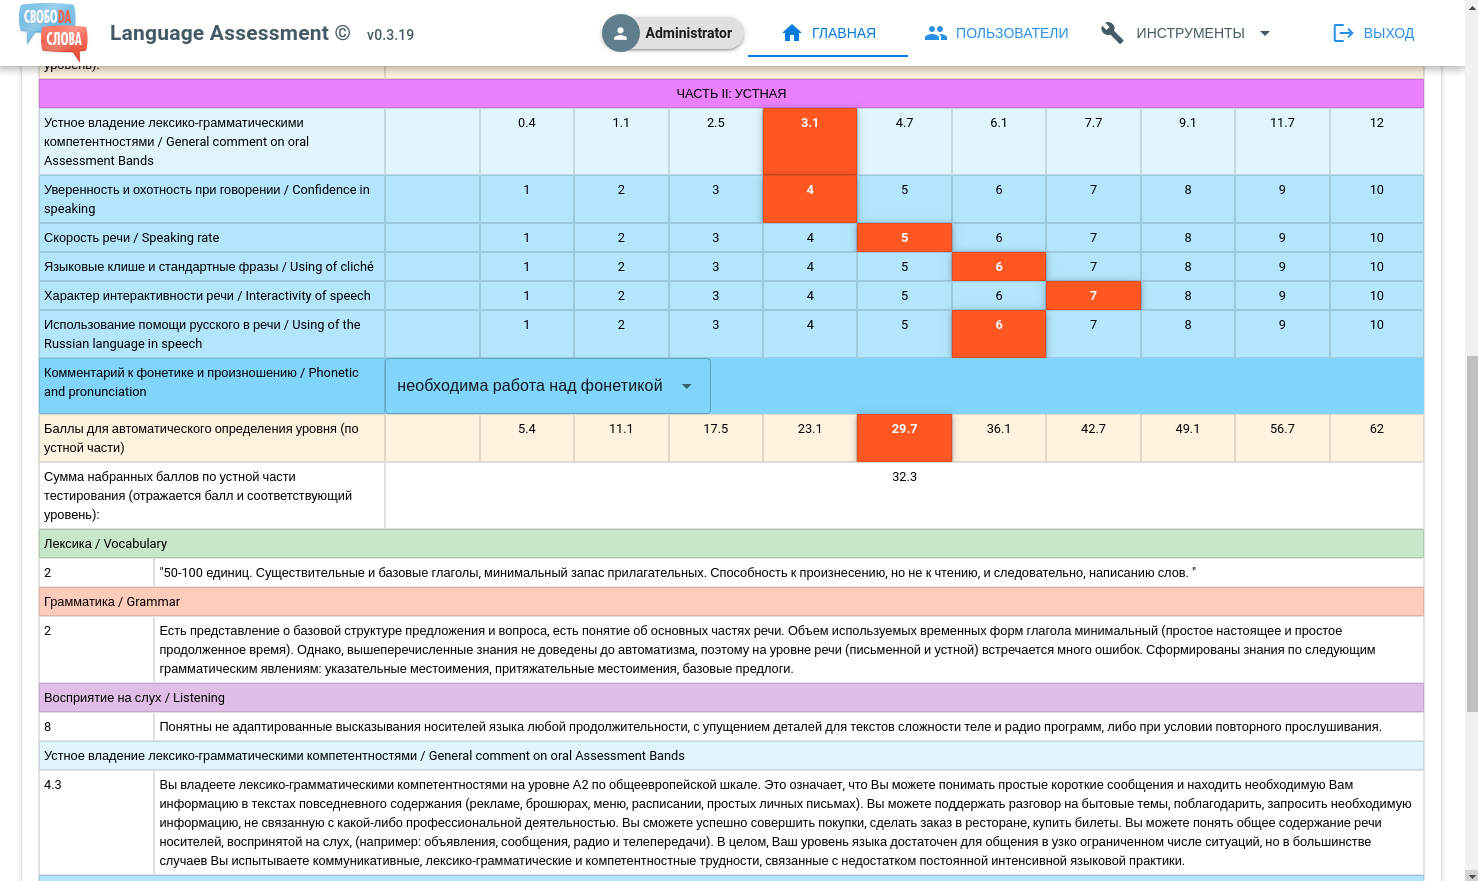 СВОБОДА
СЛОВА
Language Assessment © v0.3.19
Administrator
ГЛАВНАЯ
ПОЛЬЗОВАТЕЛИ
ИНСТРУМЕНТЫ
ВЫХОД
уровень):
ЧАСТЬ II: УСТНАЯ
Устное владение лексико-грамматическими 0.4 1.1 2.5 3.1 4.7 6.1 7.7 9.1 11.7 12
компетентностями / General comment on oral
Assessment Bands
Уверенность и охотность при говорении / Confidence in 1 2 3 4 5 6 7 8 9 10
speaking
Скорость речи / Speaking rate 1 2 3 4 5 6 7 8 9 10
Языковые клише и стандартные фразы / Using of cliché 1 2 3 4 5 6 7 8 9 10
Характер интерактивности речи / Interactivity of speech 1 2 3 4 5 6 7 8 9 10
Использование помощи русского в речи / Using of the 1 2 3 4 5 6 7 8 9 10
Russian language in speech
Комментарий к фонетике и произношению / Phonetic
and pronunciation
необходима работа над фонетикой
Баллы для автоматического определения уровня (по 5.4 11.1 17.5 23.1 29.7 36.1 42.7 49.1 56.7 62
устной части)
Сумма набранных баллов по устной части 32.3
тестирования (отражается балл и соответствующий
уровень):
Лексика / Vocabulary
2 "50-100 единиц. Существительные и базовые глаголы, минимальный запас прилагательных. Способность к произнесению, но не к чтению, и следовательно, написанию слов. "
Грамматика / Grammar
2 Есть представление о базовой структуре предложения и вопроса, есть понятие об основных частях речи. Объем используемых временных форм глагола минимальный (простое настоящее и простое
продолженное время). Однако, вышеперечисленные знания не доведены до автоматизма, поэтому на уровне речи (письменной и устной) встречается много ошибок. Сформированы знания по следующим
грамматическим явлениям: указательные местоимения, притяжательные местоимения, базовые предлоги.
Восприятие на слух / Listening
8 Понятны не адаптированные высказывания носителей языка любой продолжительности, с упущением деталей для текстов сложности теле и радио программ, либо при условии повторного прослушивания.
Устное владение лексико-грамматическими компетентностями / General comment on oral Assessment Bands
4.3 Вы владеете лексико-грамматическими компетентностями на уровне А2 по общеевропейской шкале. Это означает, что Вы можете понимать простые короткие сообщения и находить необходимую Вам
информацию в текстах повседневного содержания (рекламе, брошюрах, меню, расписании, простых личных письмах). Вы можете поддержать разговор на бытовые темы, поблагодарить, запросить необходимую
информацию, не связанную с какой-либо профессиональной деятельностью. Вы сможете успешно совершить покупки, сделать заказ в ресторане, купить билеты. Вы можете понять общее содержание речи
носителей, воспринятой на слух, (например: объявления, сообщения, радио и телепередачи). В целом, Ваш уровень языка достаточен для общения в узко ограниченном числе ситуаций, но в большинстве
случаев Вы испытываете коммуникативные, лексико-грамматические и компетентностные трудности, связанные с недостатком постоянной интенсивной языковой практики.